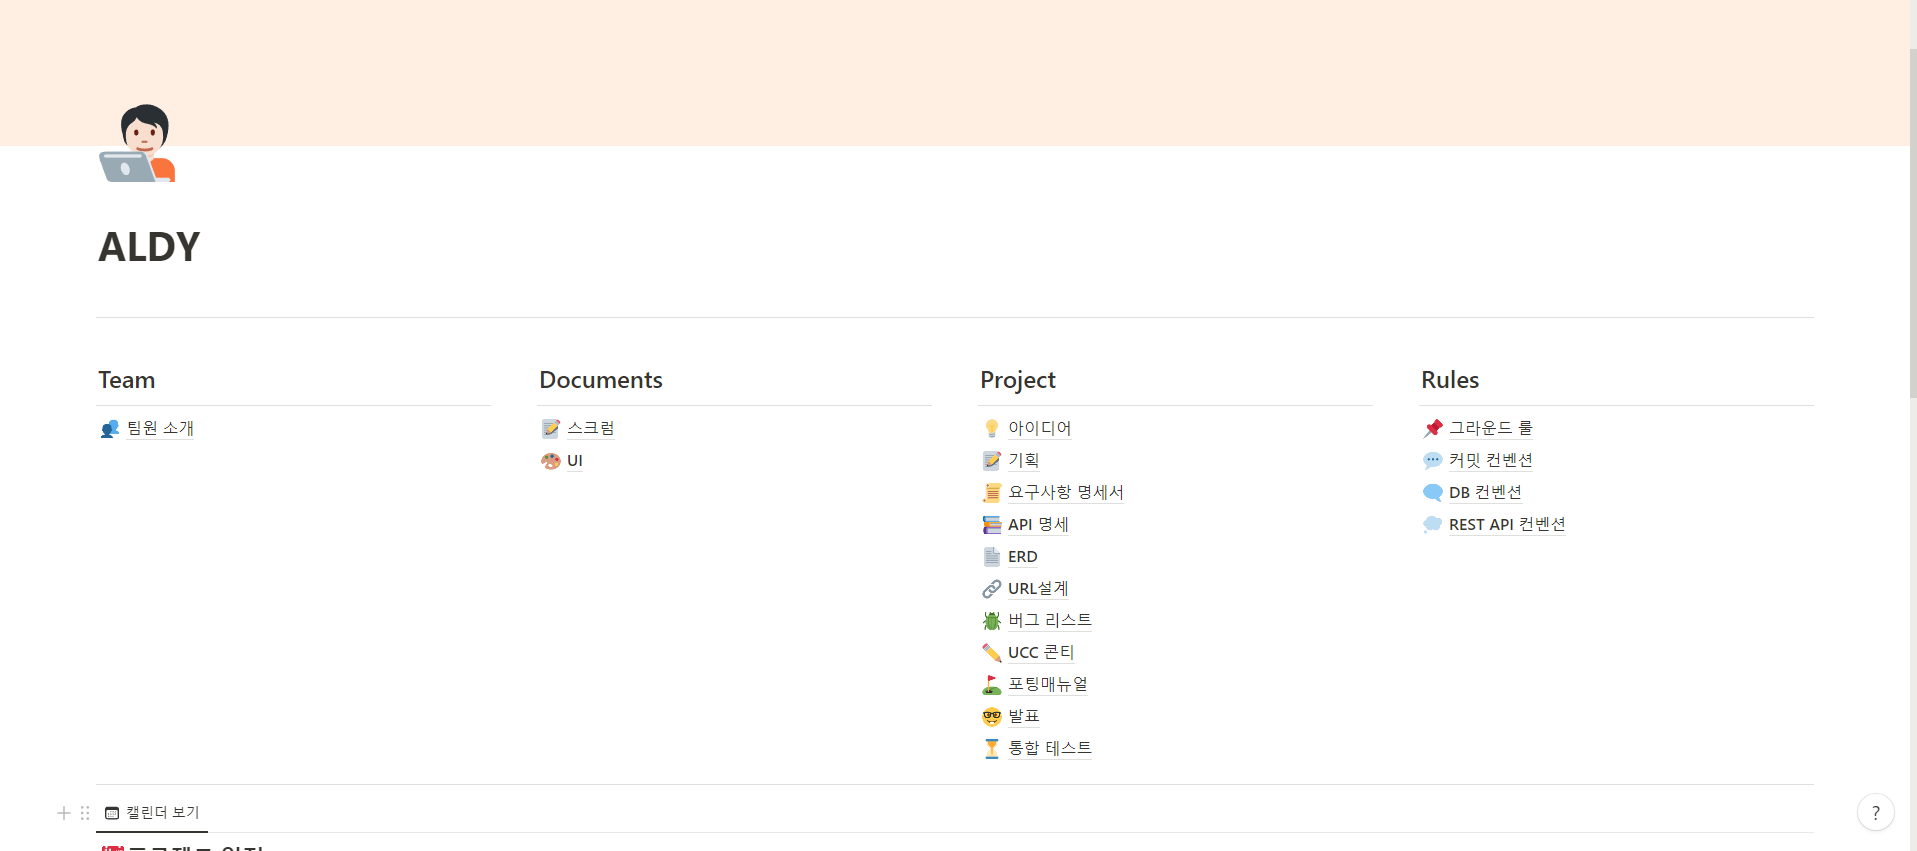 ALDY
Team
팀원 소개
Documents
스크럼
UI
Project
아이디어
기획
요구사항 명세서
API 명세
ERD
URL설계
버그 리스트
UCC 콘티
포팅매뉴얼
발표
통합 테스트
Rules
그라운드 룰
커밋 컨벤션
DB 컨벤션
REST API 컨벤션
캘린더 보기
?